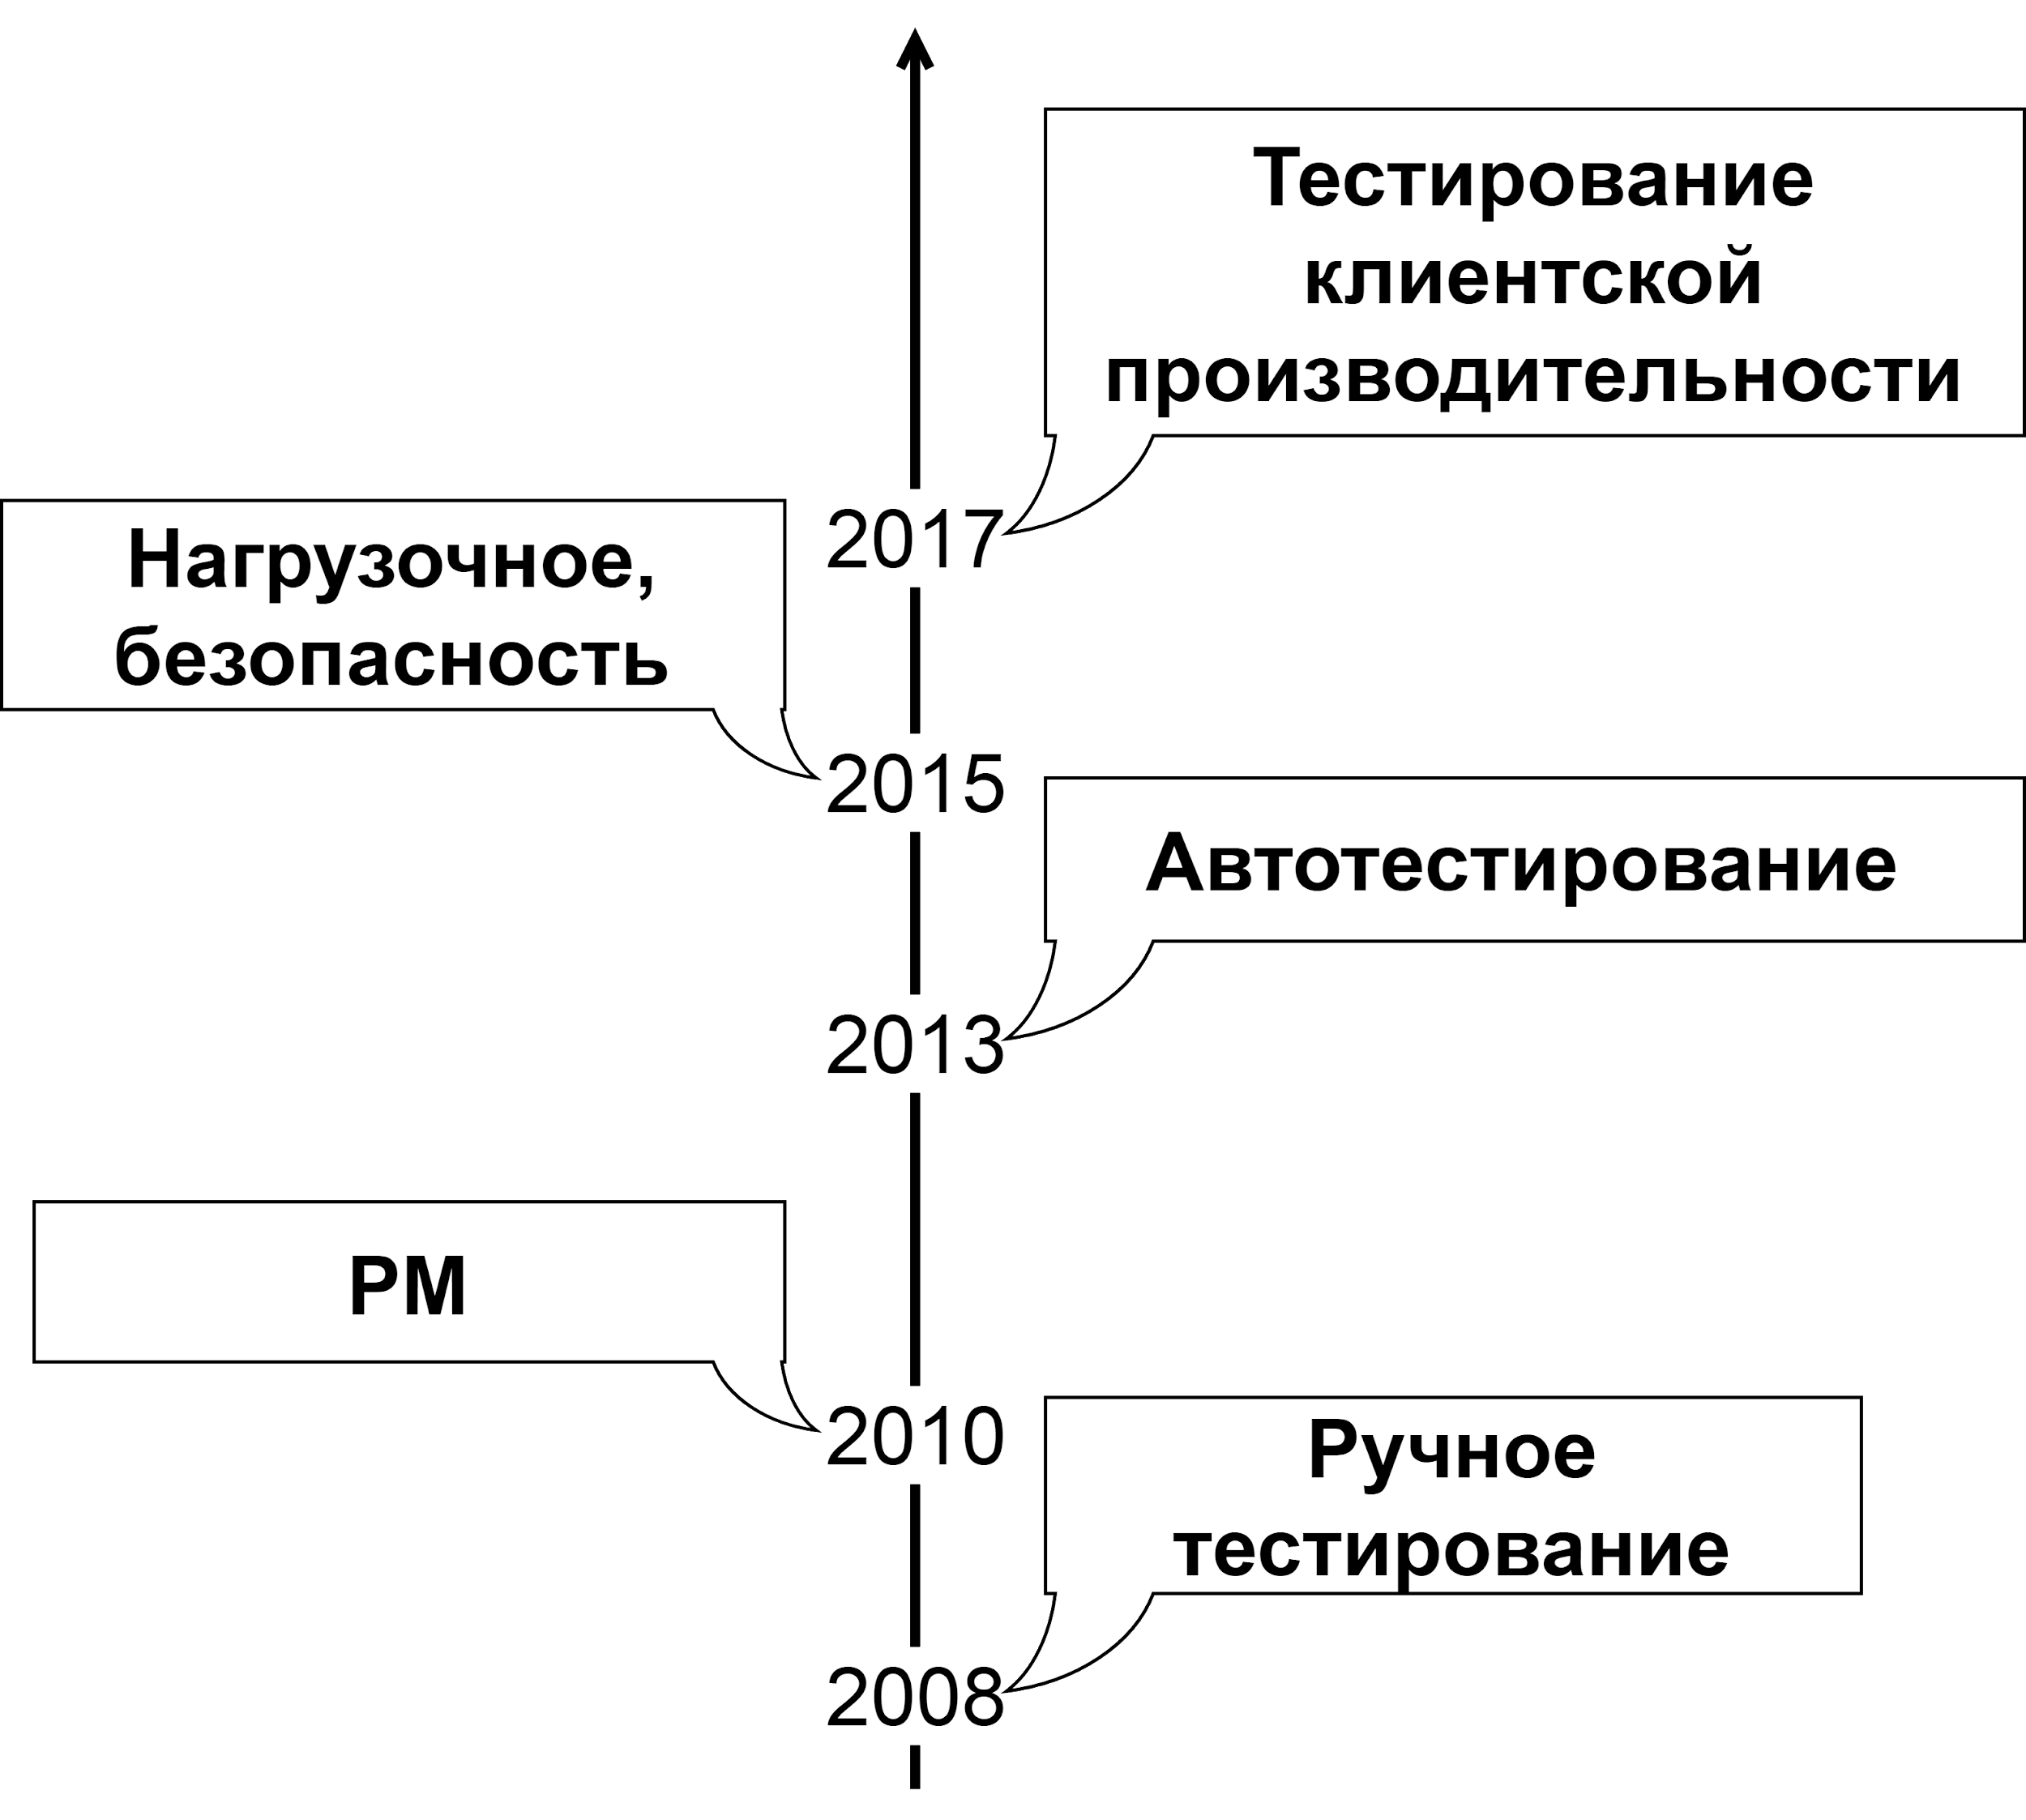 Тестирование
клиентской
производительности
2017
Нагрузочное,
безопасность
2015
Автотестирование
2013
PM
2010
Ручное
тестирование
2008